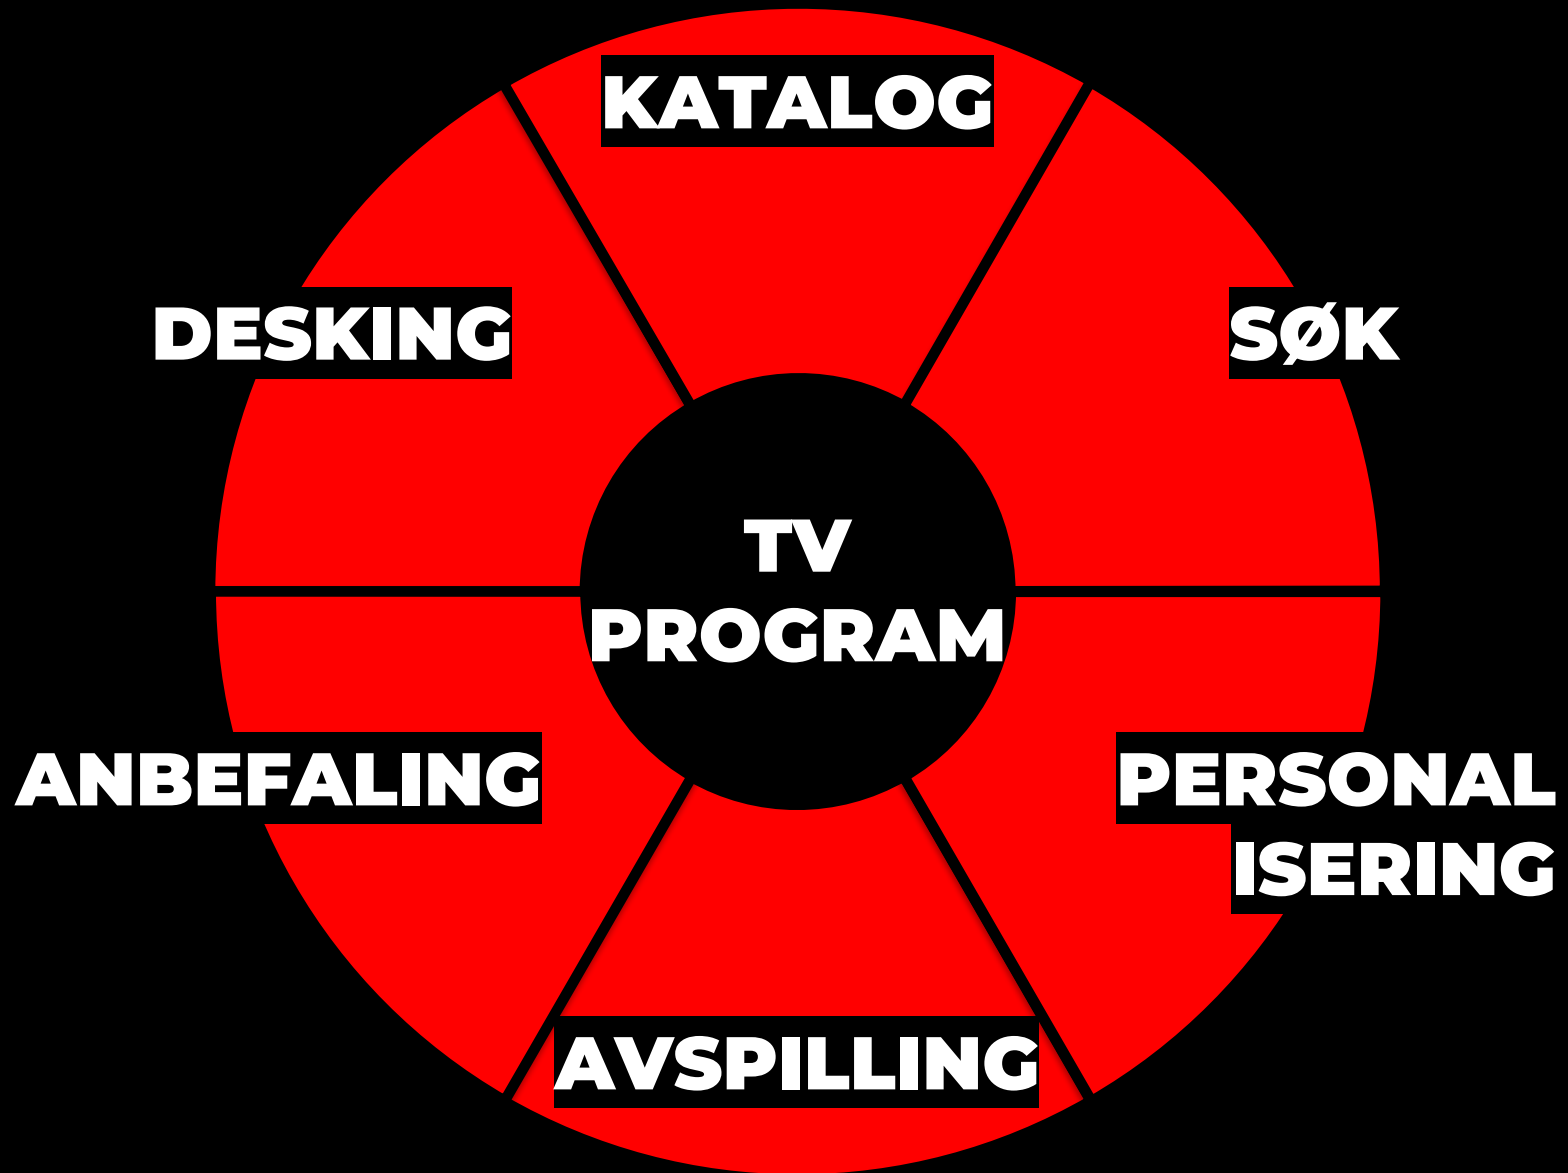 KATALOG
DESKING
SØK
TV
PROGRAM
ANBEFALING
PERSONAL
ISERING
AVSPILLING